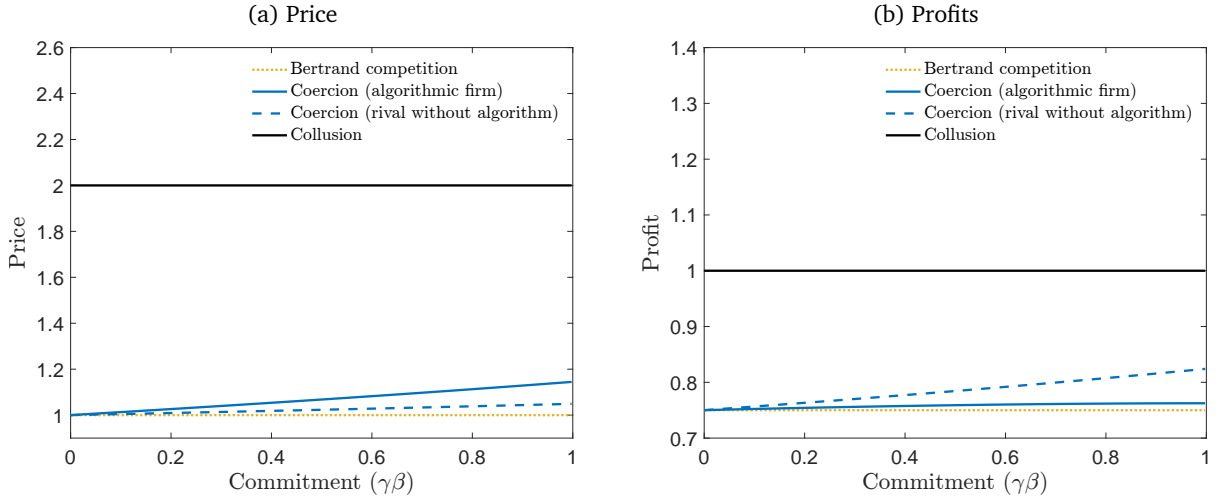 (a) Price
2.6
2.4
2.2
2
1.8
1.6
1.4
1.2
1
Price
Bertrand competition
Coercion (algorithmic firm)
Coercion (rival without algorithm)
Collusion
0
0.2
0.4
0.6
0.8
1
Commitment (γβ)
(b) Profits
1.4
1.3
1.2
1.1
1
0.9
0.8
0.7
Profit
Bertrand competition
Coercion (algorithmic firm)
Coercion (rival without algorithm)
Collusion
0
0.2
0.4
0.6
0.8
1
Commitment (γβ)